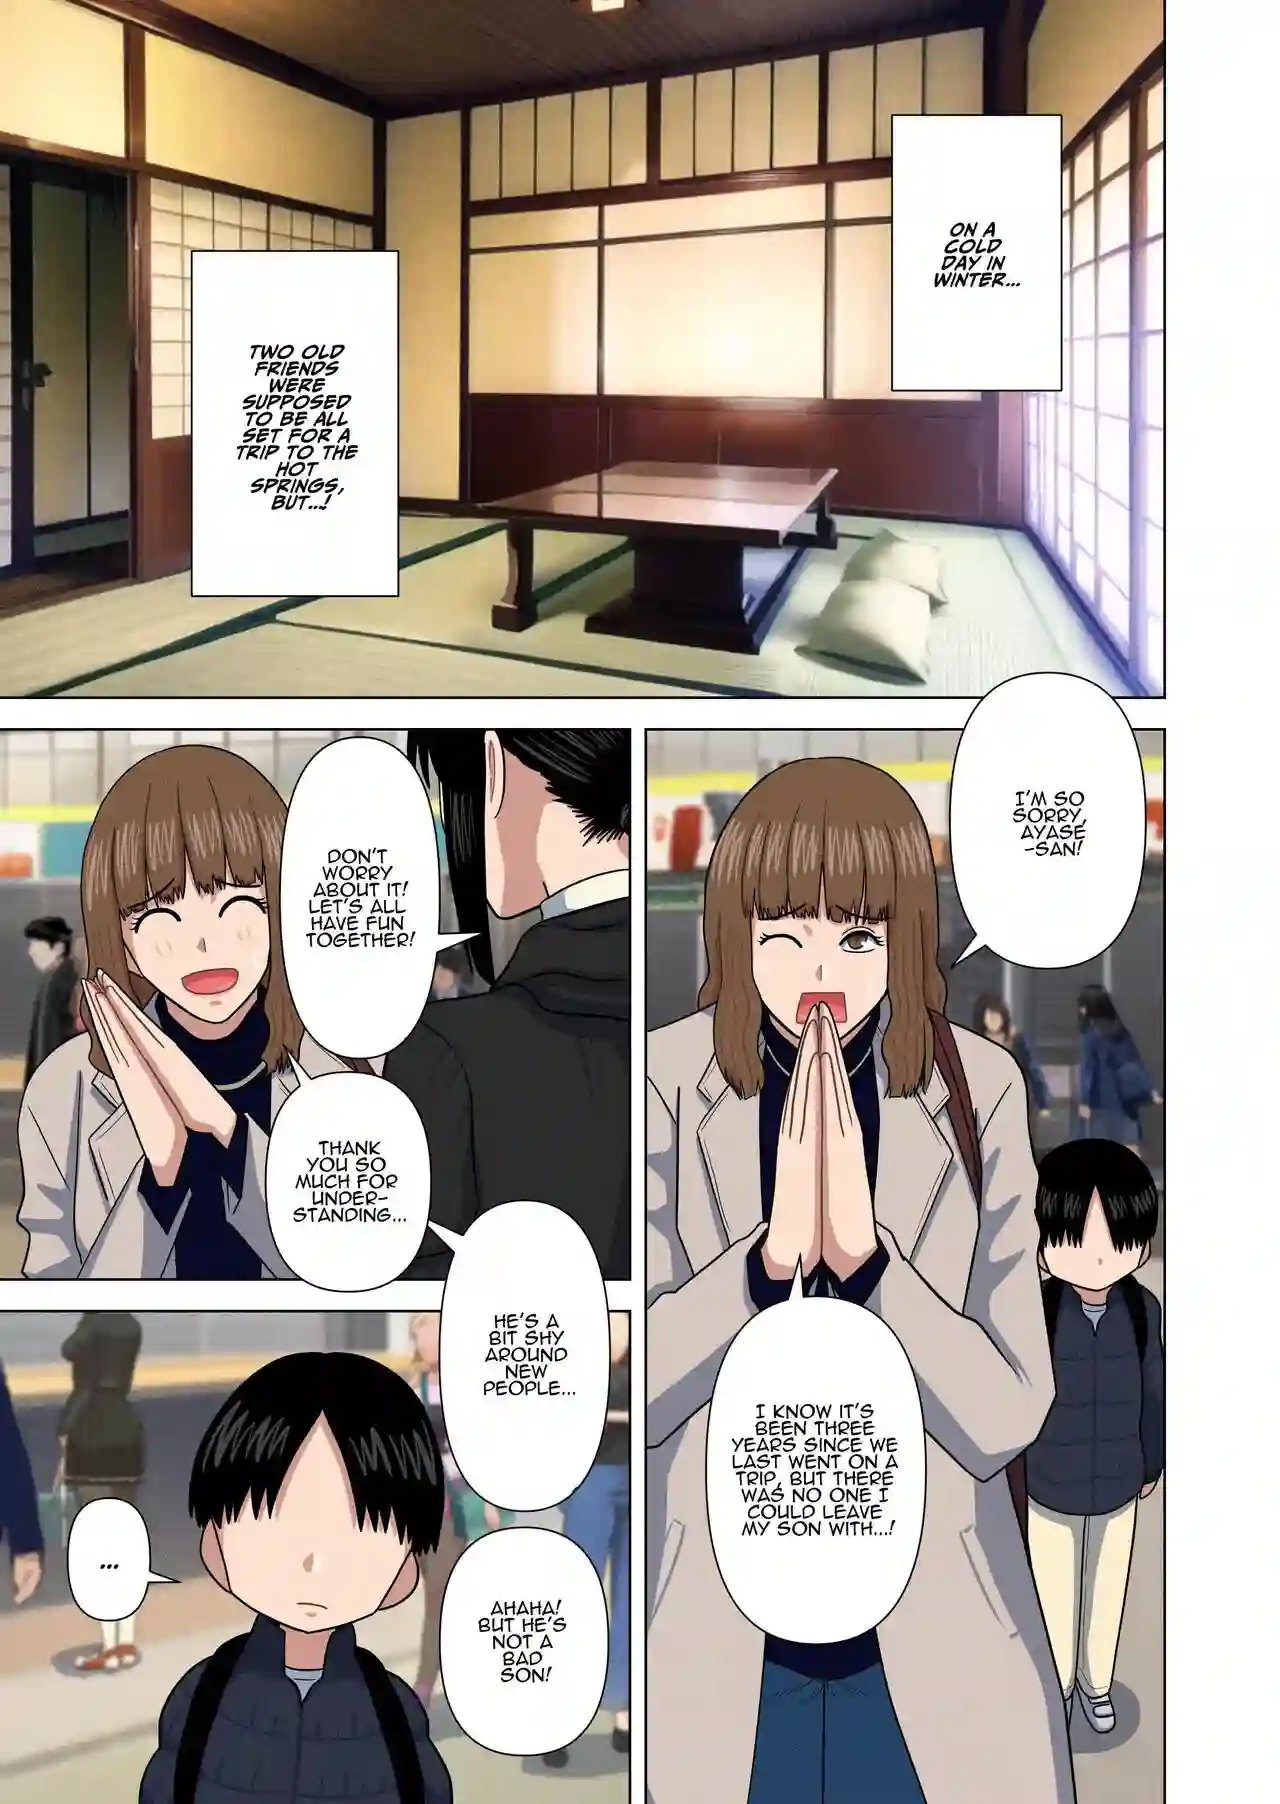 ON A
COLD
DAY IN
WINTER...
TWO OLD
FRIENDS
WERE
SUPPOSED
TO BE ALL
SET FOR A
TRIP TO THE
HOT
SPRINGS,
BUT...!
I'M SO
SORRY,
AYASE
-SAN!
I KNOW IT'S
BEEN THREE
YEARS SINCE WE
LAST WENT ON A
TRIP, BUT THERE
WAS NO ONE I
COULD LEAVE
MY SON WITH...!
DON'T
WORRY
ABOUT IT!
LET'S ALL
HAVE FUN
TOGETHER!
THANK
YOU SO
MUCH FOR
UNDER-
STANDING...
HE'S A
BIT SHY
AROUND
NEW
PEOPLE...
AHAHA!
BUT HE'S
NOT A
BAD
SON!
...